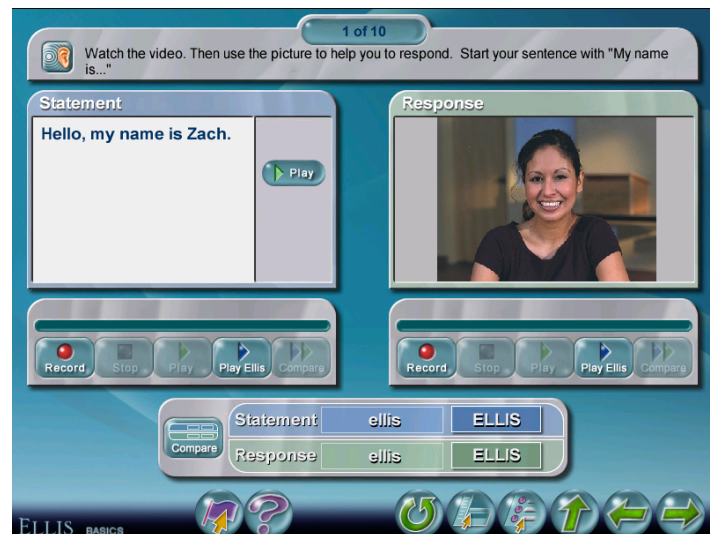 1 of 10
Watch the video. Then use the picture to help you to respond. Start your sentence with "My name
is..."
Statement
Hello, my name is Zach.
Play
Response
Record
Stop
Play
Play Ellis
Compare
Record
Stop
Play
Play Ellis
Compare
Compare
Statement ellis ELLIS
Response ellis ELLIS
ELLIS BASICS